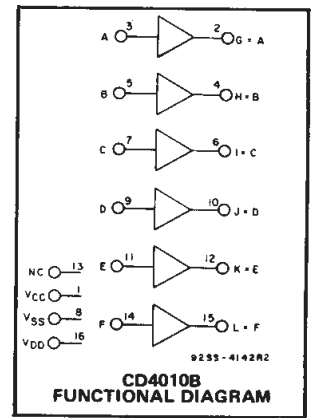 A 3 2 G = A
B 5 4 H = B
C 7 6 I = C
D 9 10 J = D
E 11 12 K = E
F 14 15 L = F
NC 13
VCC 1
VSS 8
VDD 16
92SS-4142R2
CD4010B
FUNCTIONAL DIAGRAM